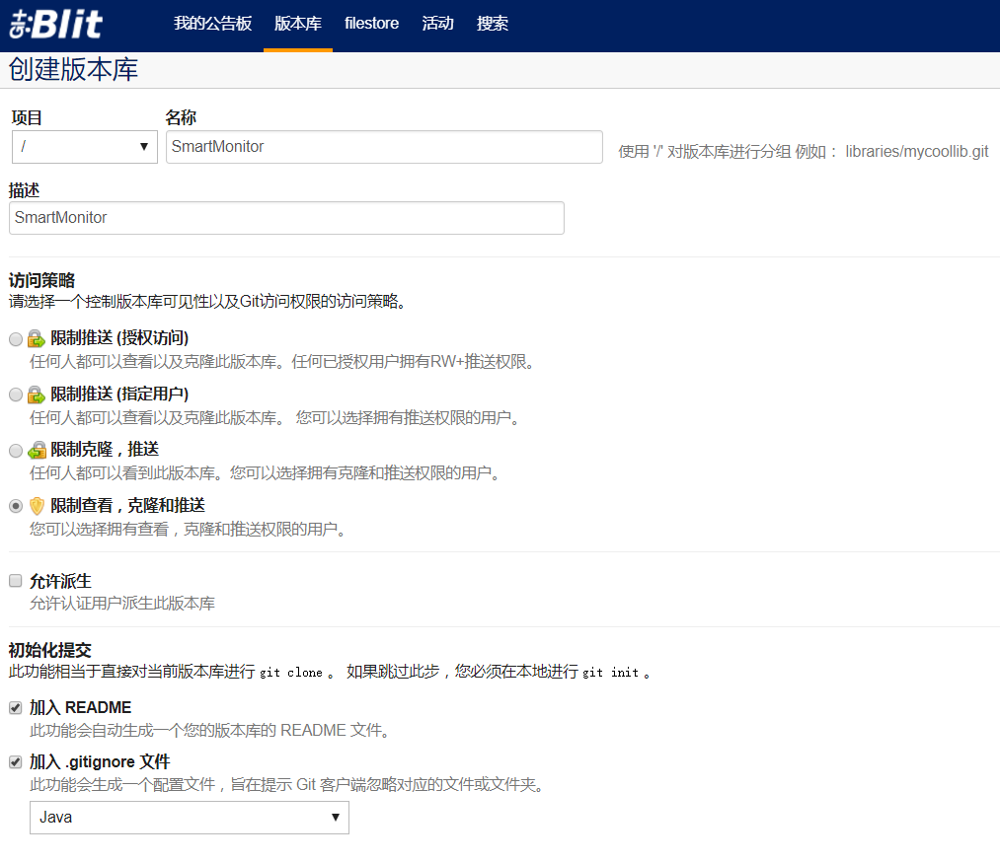 Blit 我的公告板 版本库 filestore 活动 搜索
创建版本库
项目 名称
/ SmartMonitor 使用 '/' 对版本库进行分组 例如： libraries/mycoollib.git
描述
SmartMonitor
访问策略
请选择一个控制版本库可见性以及Git访问权限的访问策略。
限制推送 (授权访问)
任何人都可以查看以及克隆此版本库。任何已授权用户拥有RW+推送权限。
限制推送 (指定用户)
任何人都可以查看以及克隆此版本库。 您可以选择拥有推送权限的用户。
限制克隆，推送
任何人都可以看到此版本库。您可以选择拥有克隆和推送权限的用户。
限制查看，克隆和推送
您可以选择拥有查看，克隆和推送权限的用户。
允许派生
允许认证用户派生此版本库
初始化提交
此功能相当于直接对当前版本库进行 git clone 。 如果跳过此步，您必须在本地进行 git init 。
加入 README
此功能会自动生成一个您的版本库的 README 文件。
加入 .gitignore 文件
此功能会生成一个配置文件，旨在提示 Git 客户端忽略对应的文件或文件夹。
Java